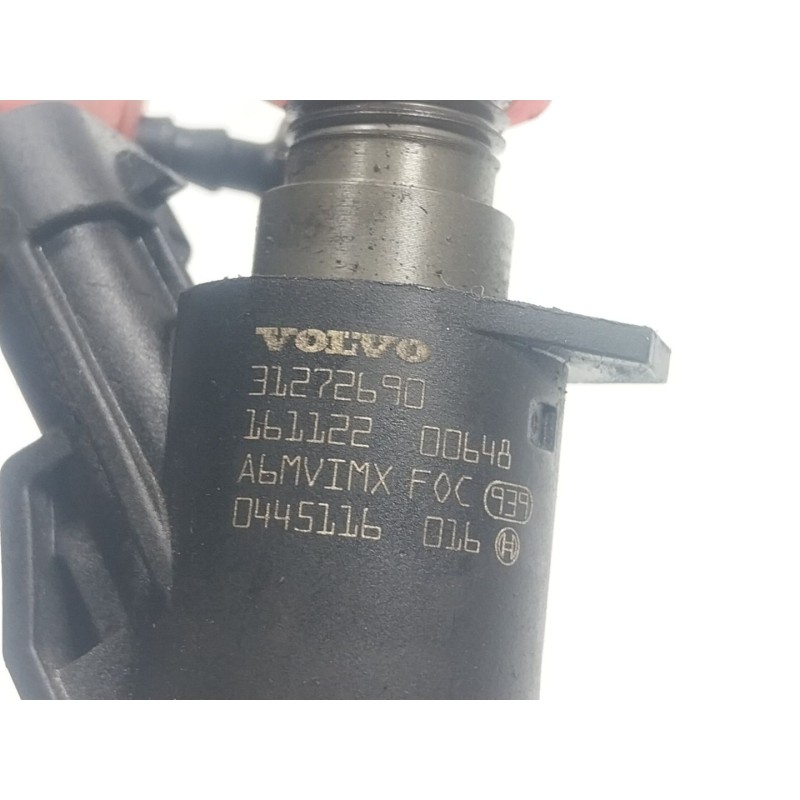 VOLVO
31272690
161122 00648
A6MVIMX FOC 939
0445116 016 H